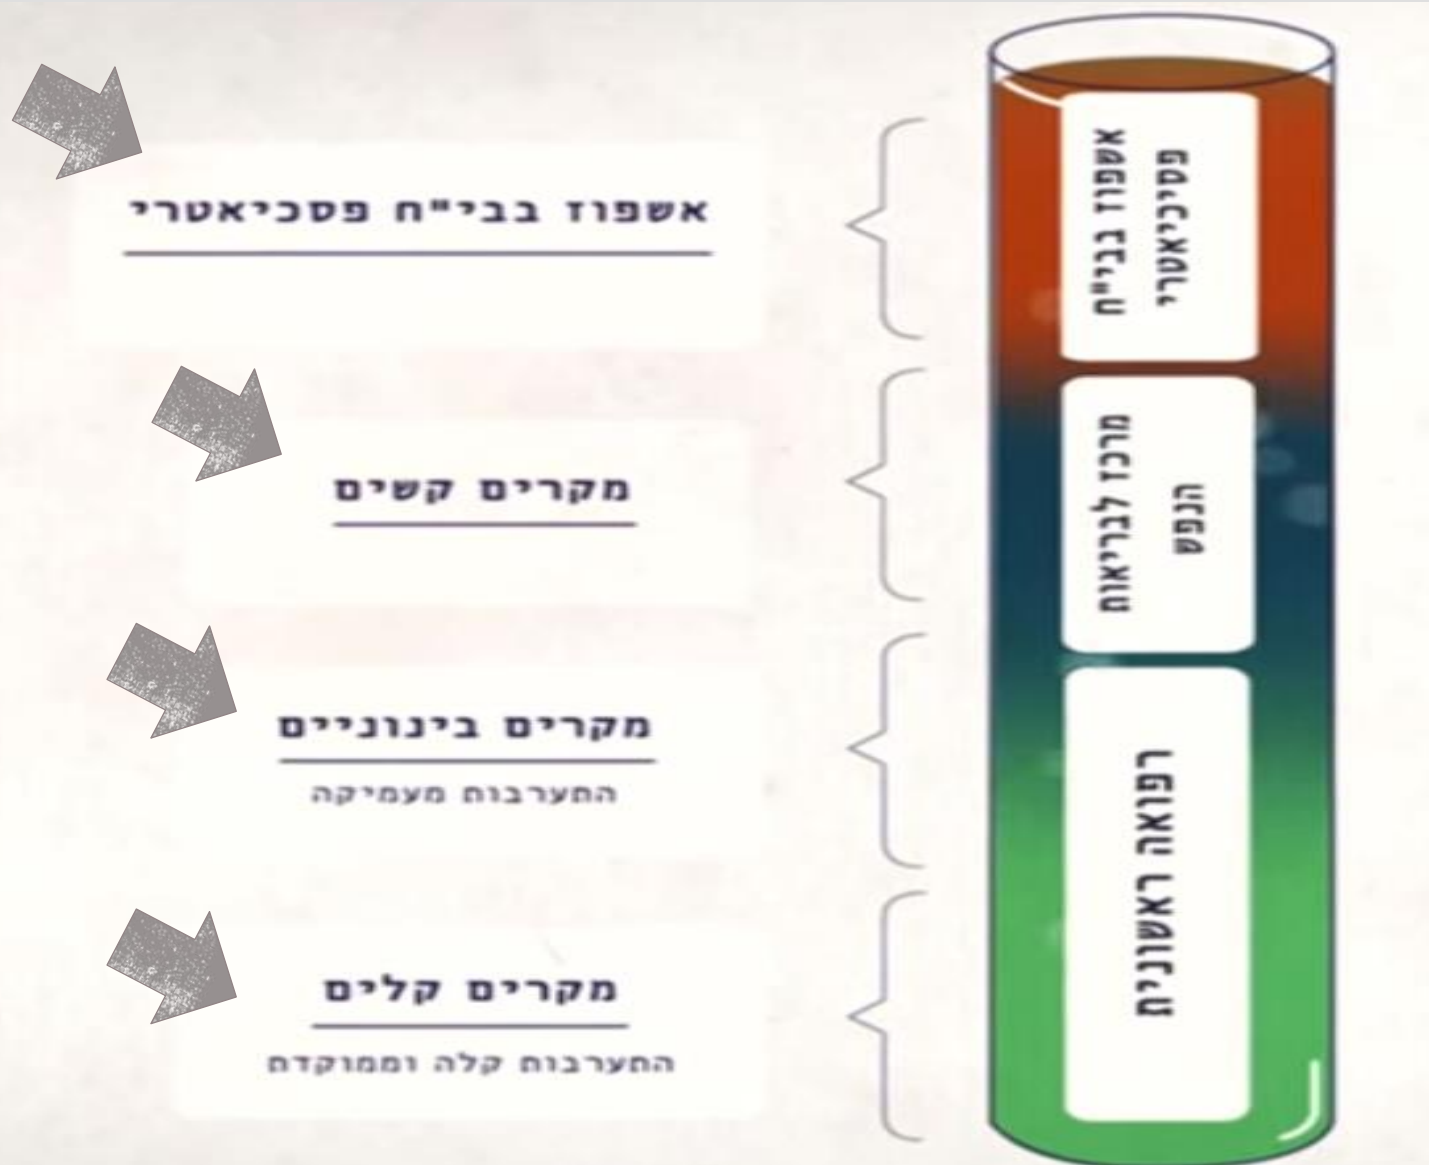 אשפוז בבי"ח פסכיאטרי
אשפוז בבי"ח
פסיכיאטרי
מקרים קשים
מרכז לבריאות
הנפש
מקרים בינוניים
התערבות מעמיקה
רפואה ראשונית
מקרים קלים
התערבות קלה וממוקדת